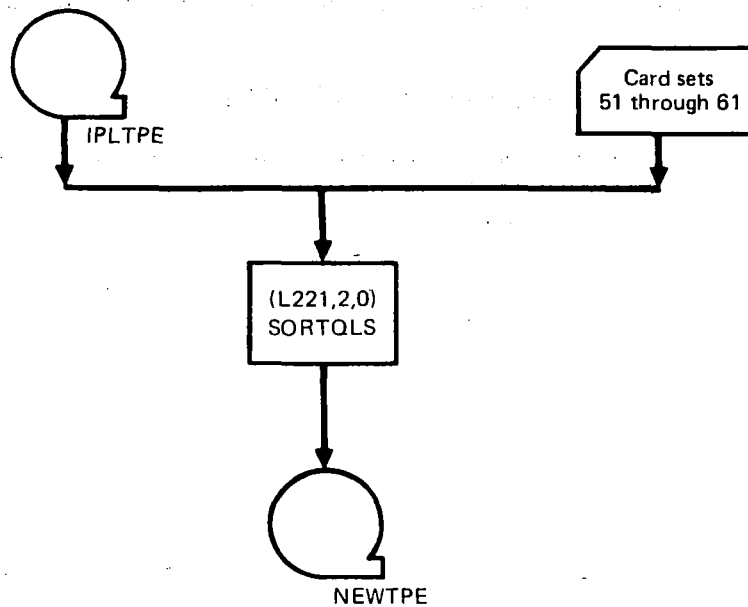 Card sets
51 through 61
IPLTPE
(L221,2,0)
SORTQLS
NEWTPE